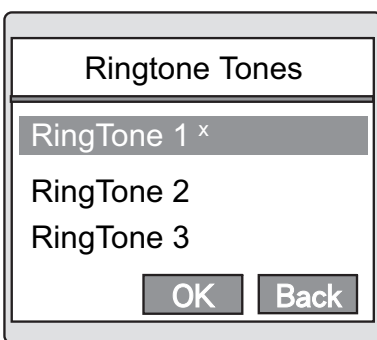 Ringtone Tones
RingTone 1 x
RingTone 2
RingTone 3
OK Back